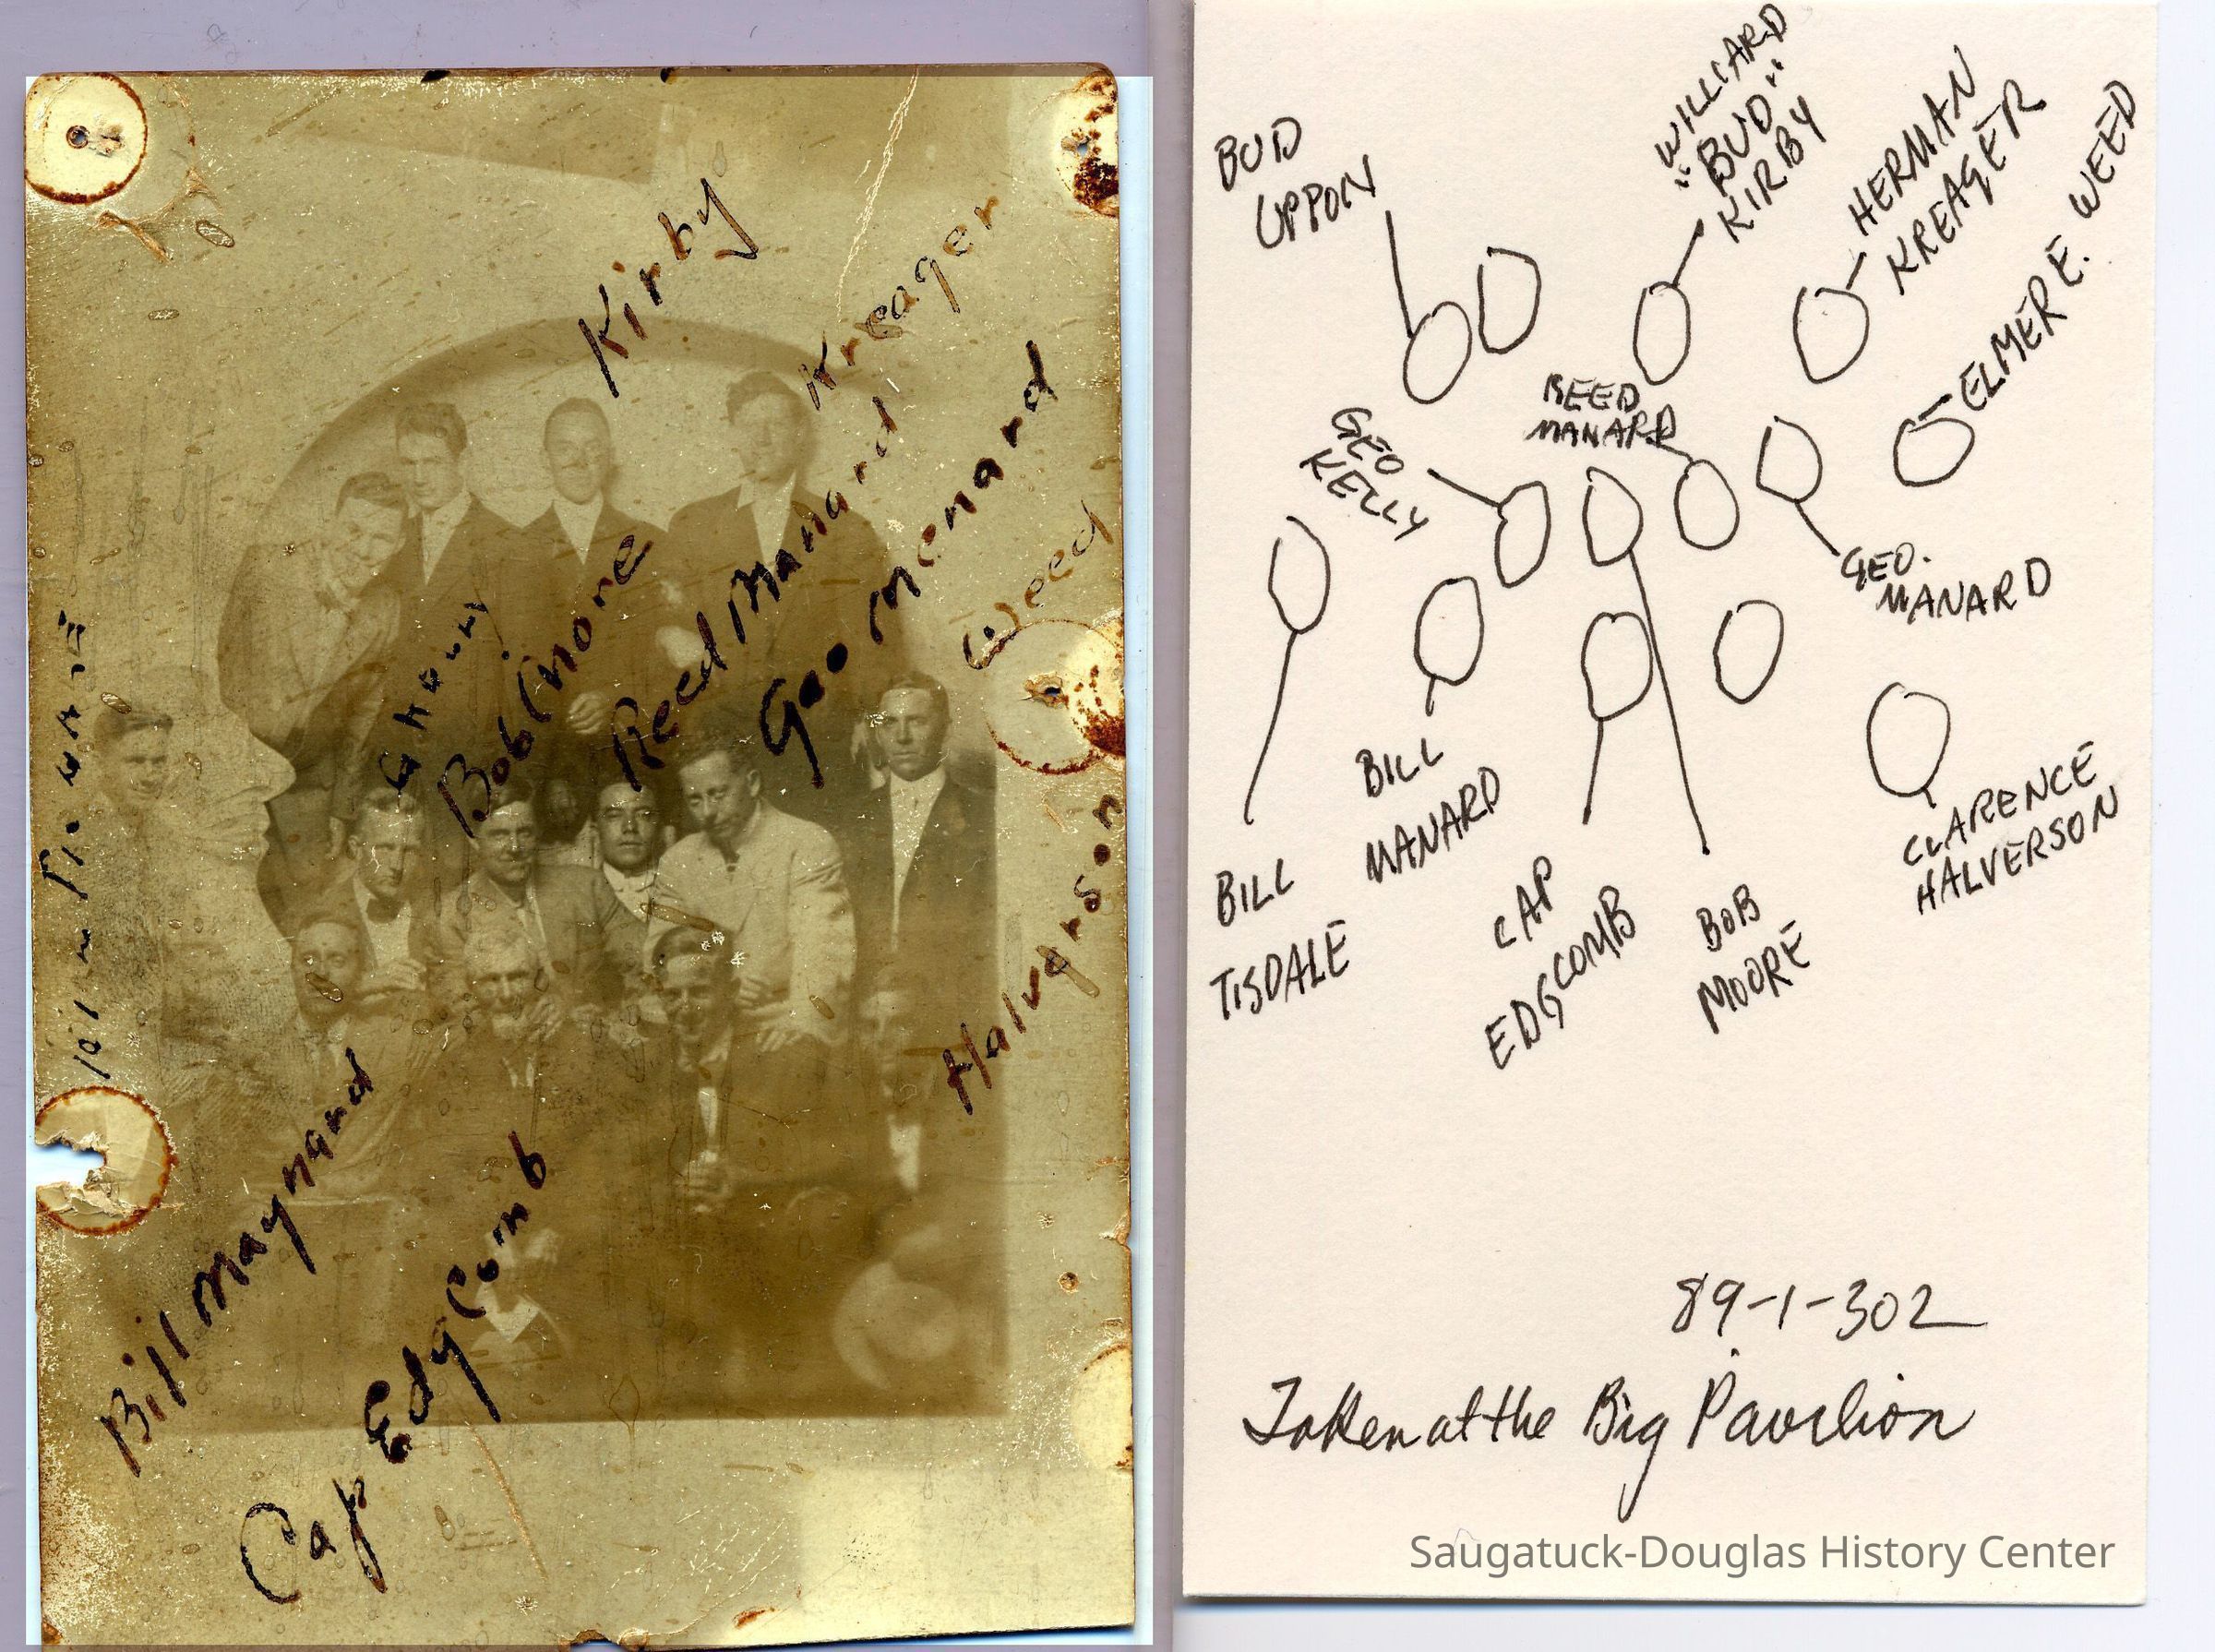 Kirby
Kreager
Reed Manard
Geo Menard
Bob More
Weed
Halverson
Bill Maynard
Cap EdgComb
"WILLARD
"BUD"
KIRBY
BUD
UPPON
HERMAN
KREAGER
ELMER E. WEED
REED
MANARD
GEO
KELLY
GEO.
MANARD
BILL
MANARD
CLARENCE
HALVERSON
BILL
TISDALE
CAP
EDGCOMB
BOB
MOORE
89-1-302
Taken at the Big Pavilion
Saugatuck-Douglas History Center